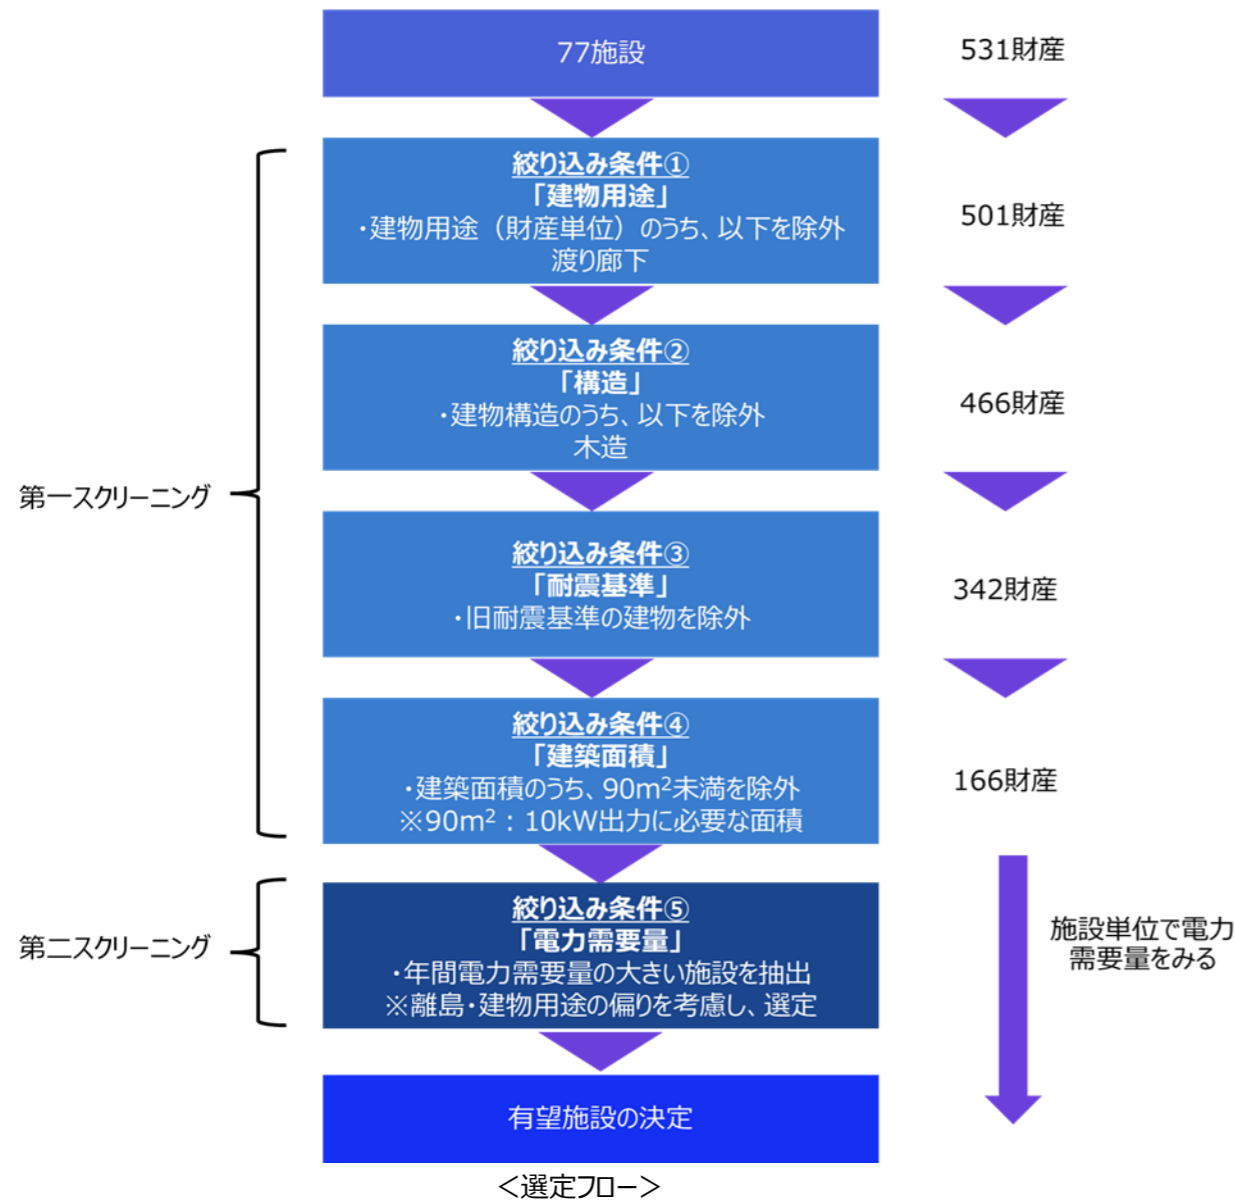 77施設
531財産
絞り込み条件①
「建物用途」
・建物用途（財産単位）のうち、以下を除外
渡り廊下
501財産
絞り込み条件②
「構造」
・建物構造のうち、以下を除外
木造
466財産
第一スクリーニング
絞り込み条件③
「耐震基準」
・旧耐震基準の建物を除外
342財産
絞り込み条件④
「建築面積」
・建築面積のうち、90m²未満を除外
※90m²：10kW出力に必要な面積
166財産
第二スクリーニング
絞り込み条件⑤
「電力需要量」
・年間電力需要量の大きい施設を抽出
※離島・建物用途の偏りを考慮し、選定
施設単位で電力
需要量をみる
有望施設の決定
＜選定フロー＞